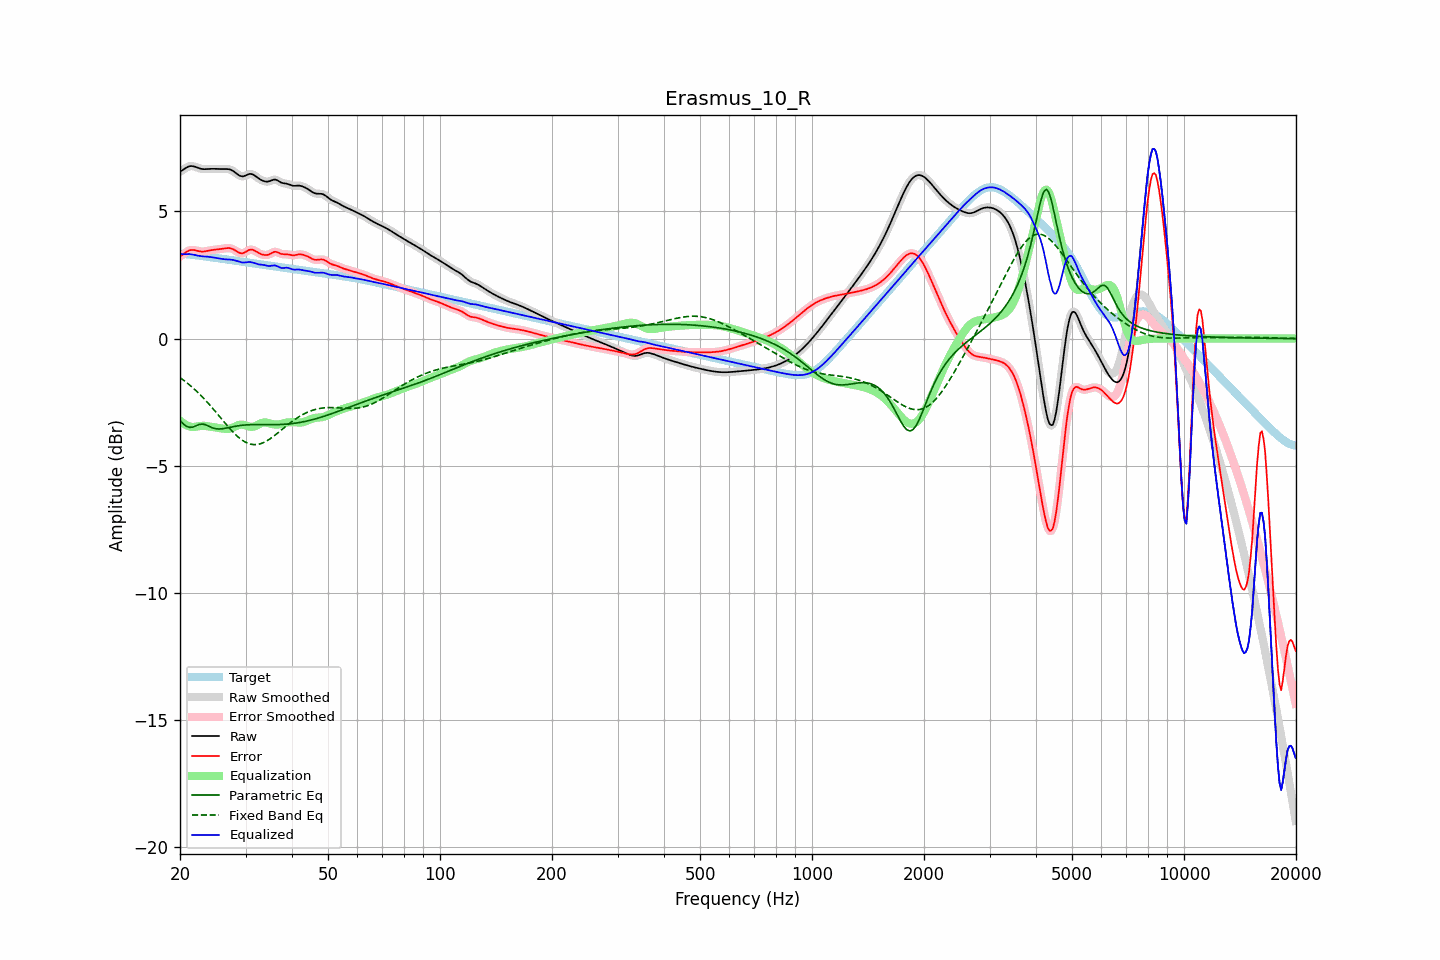 Erasmus_10_R
Amplitude (dBr)
5
0
−5
−10
−15
−20
Target
Raw Smoothed
Error Smoothed
Raw
Error
Equalization
Parametric Eq
Fixed Band Eq
Equalized
20 50 100 200 500 1000 2000 5000 10000 20000
Frequency (Hz)